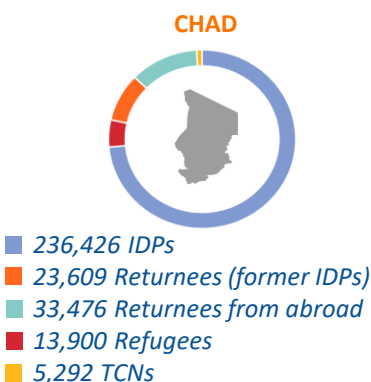 CHAD
236,426 IDPs
23,609 Returnees (former IDPs)
33,476 Returnees from abroad
13,900 Refugees
5,292 TCNs